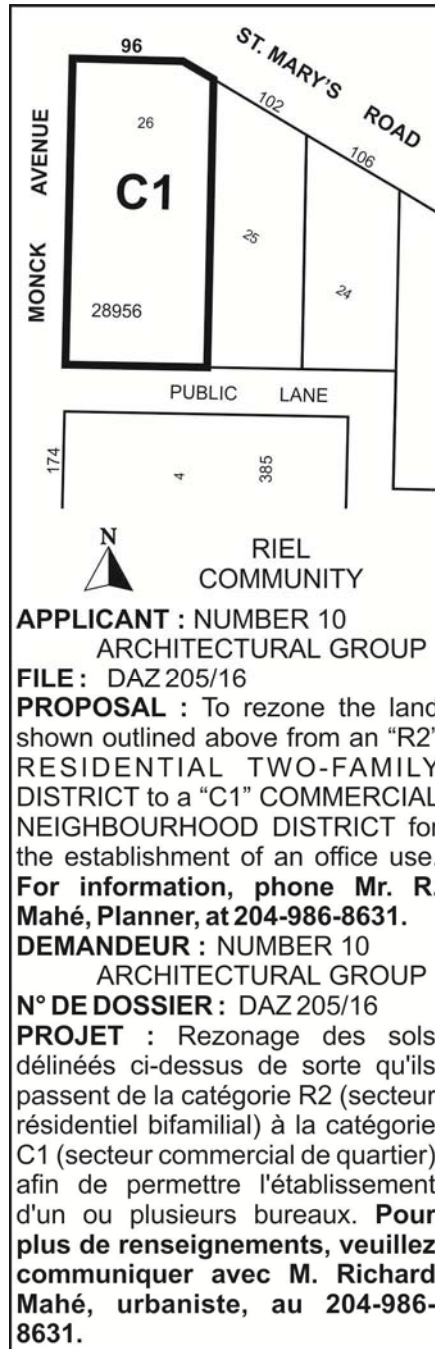 96
ST. MARY'S ROAD
102
106
MONCK AVENUE
26
C1
25
24
28956
PUBLIC LANE
174
4
385
N
RIEL
COMMUNITY
APPLICANT : NUMBER 10
ARCHITECTURAL GROUP
FILE : DAZ 205/16
PROPOSAL : To rezone the land
shown outlined above from an “R2”
RESIDENTIAL TWO-FAMILY
DISTRICT to a “C1” COMMERCIAL
NEIGHBOURHOOD DISTRICT for
the establishment of an office use.
For information, phone Mr. R.
Mahé, Planner, at 204-986-8631.
DEMANDEUR : NUMBER 10
ARCHITECTURAL GROUP
N° DE DOSSIER : DAZ 205/16
PROJET : Rezonage des sols
délinéés ci-dessus de sorte qu'ils
passent de la catégorie R2 (secteur
résidentiel bifamilial) à la catégorie
C1 (secteur commercial de quartier)
afin de permettre l'établissement
d'un ou plusieurs bureaux. Pour
plus de renseignements, veuillez
communiquer avec M. Richard
Mahé, urbaniste, au 204-986-
8631.